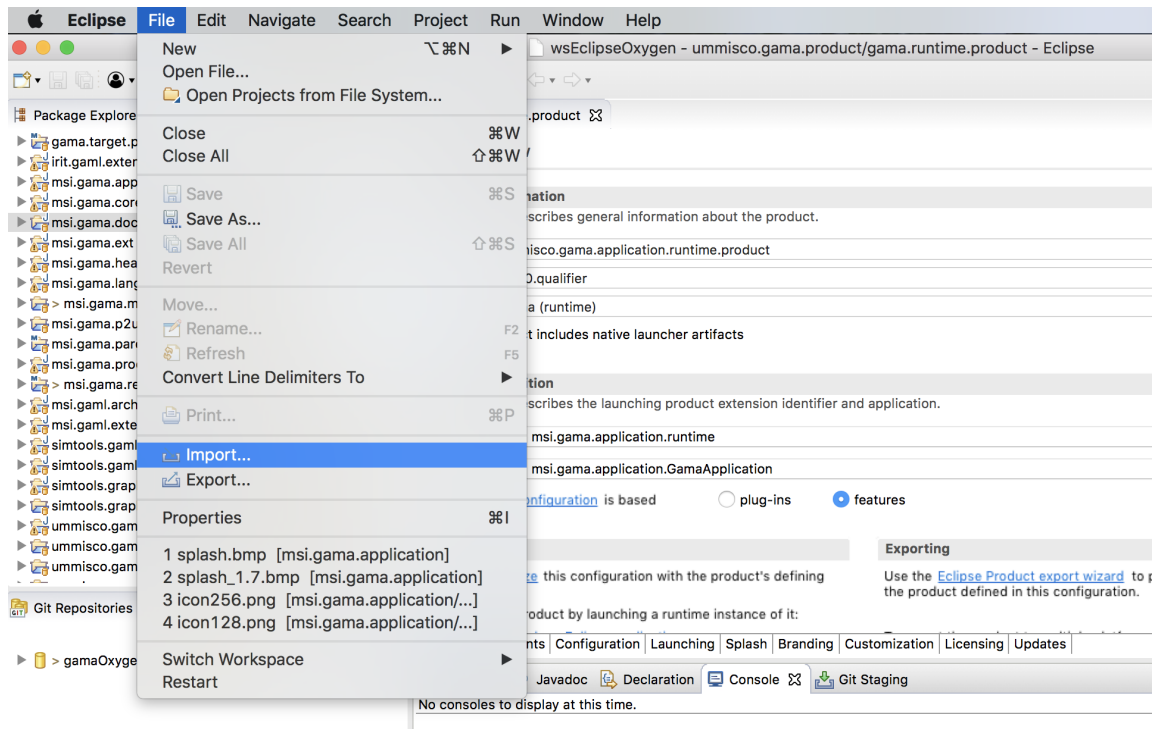 Eclipse File Edit Navigate Search Project Run Window Help
wsEclipseOxygen - ummisco.gama.product/gama.runtime.product - Eclipse
New ⌥⌘N
Open File...
Open Projects from File System...
Close ⌘W
Close All ⇧⌘W
Save ⌘S
Save As...
Save All ⇧⌘S
Revert
Move...
Rename... F2
Refresh F5
Convert Line Delimiters To
Print... ⌘P
Import...
Export...
Properties ⌘I
1 splash.bmp [msi.gama.application]
2 splash_1.7.bmp [msi.gama.application]
3 icon256.png [msi.gama.application/...]
4 icon128.png [msi.gama.application/...]
Switch Workspace
Restart
Package Explore
gama.target.p
irit.gaml.exter
msi.gama.app
msi.gama.core
msi.gama.doc
msi.gama.ext
msi.gama.hea
msi.gama.lang
> msi.gama.m
msi.gama.p2u
msi.gama.par
msi.gama.pro
> msi.gama.re
msi.gaml.arch
msi.gaml.exte
simtools.gaml
simtools.gaml
simtools.grap
simtools.grap
ummisco.gam
ummisco.gam
ummisco.gam
GIT Git Repositories
> gamaOxyge
.product
mation
scribes general information about the product.
isco.gama.application.runtime.product
0.qualifier
a (runtime)
t includes native launcher artifacts
ition
scribes the launching product extension identifier and application.
msi.gama.application.runtime
msi.gama.application.GamaApplication
onfiguration is based plug-ins features
ze this configuration with the product's defining
roduct by launching a runtime instance of it:
Exporting
Use the Eclipse Product export wizard to p
the product defined in this configuration.
nts Configuration Launching Splash Branding Customization Licensing Updates
Javadoc Declaration Console Git Staging
No consoles to display at this time.